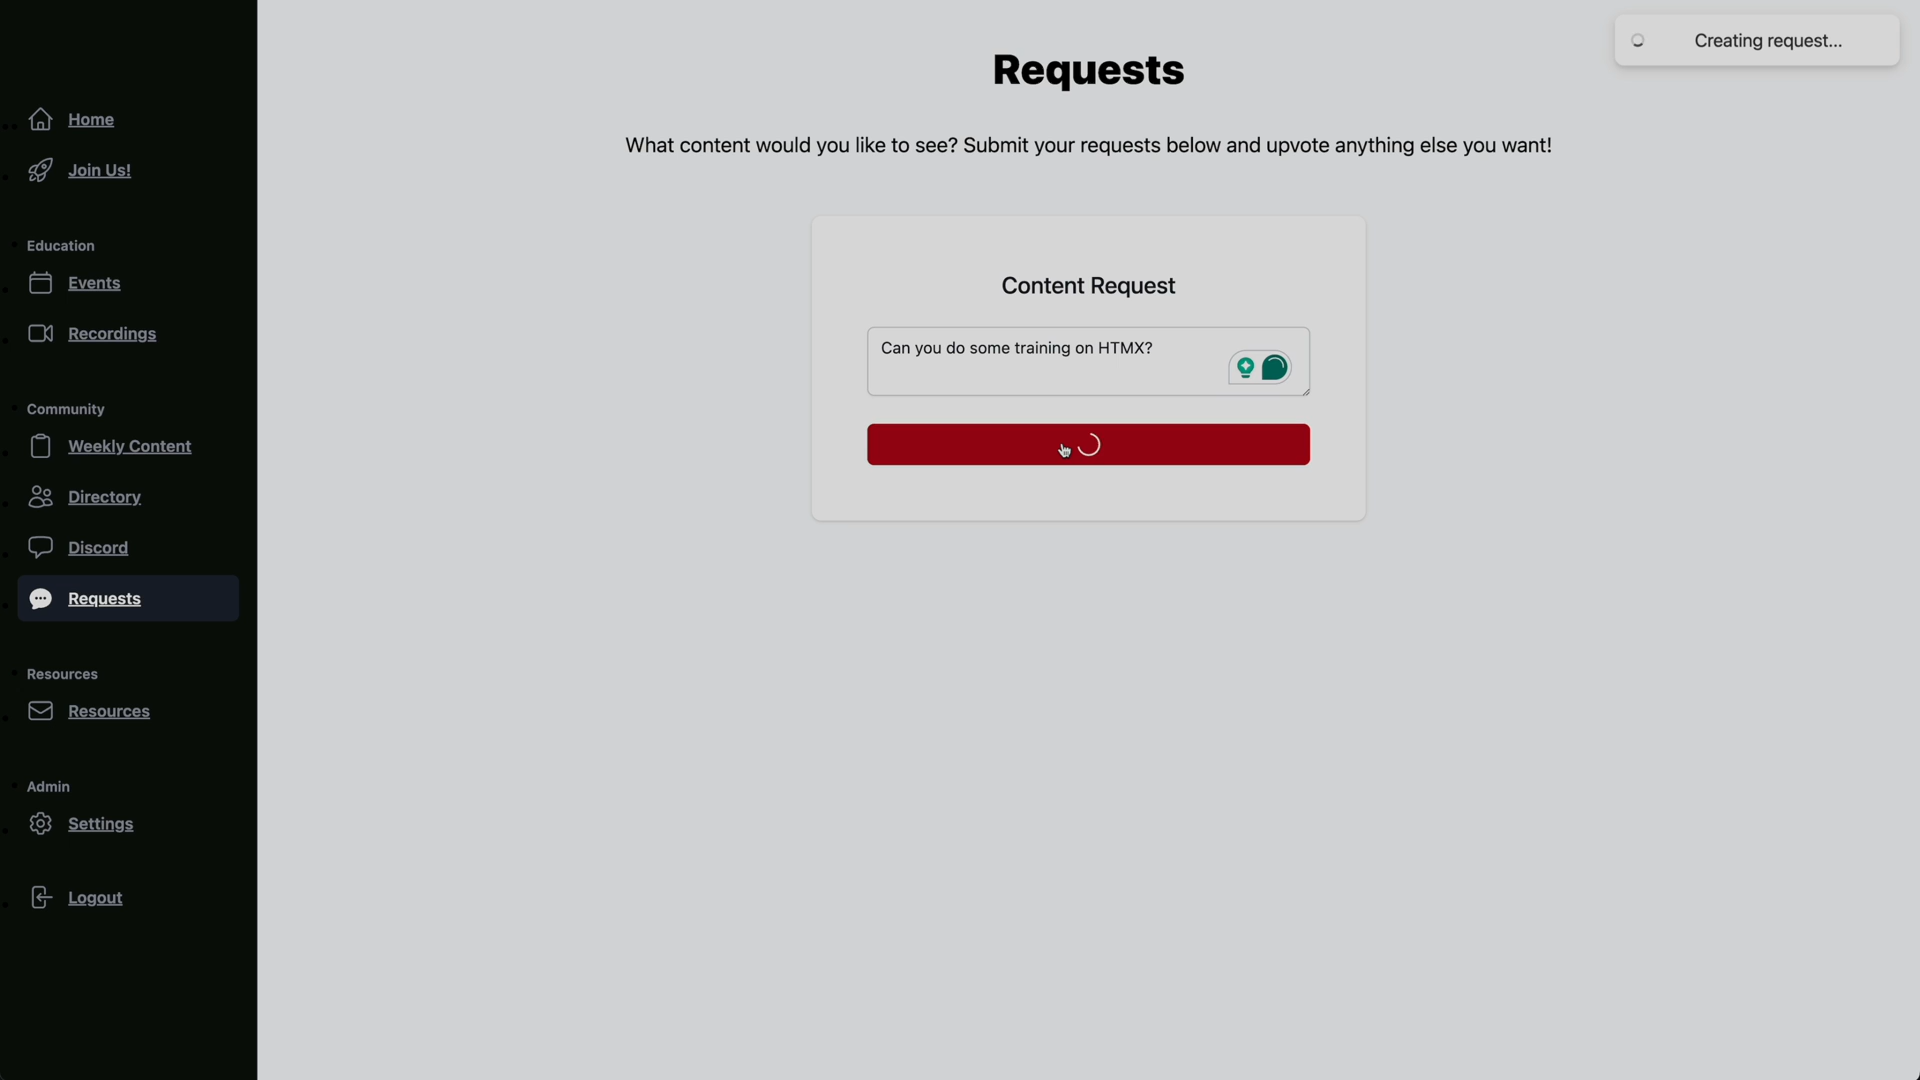 Home
Join Us!
Education
Events
Recordings
Community
Weekly Content
Directory
Discord
Requests
Resources
Resources
Admin
Settings
Logout
Creating request...
Requests
What content would you like to see? Submit your requests below and upvote anything else you want!
Content Request
Can you do some training on HTMX?